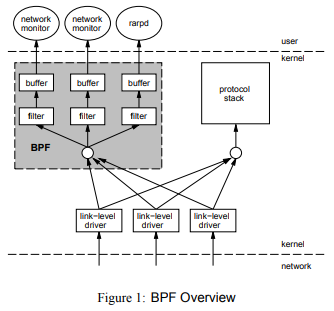 network
monitor
network
monitor
rarpd
user
kernel
buffer
buffer
buffer
protocol
stack
filter
filter
filter
BPF
link-level
driver
link-level
driver
link-level
driver
kernel
network
Figure 1: BPF Overview